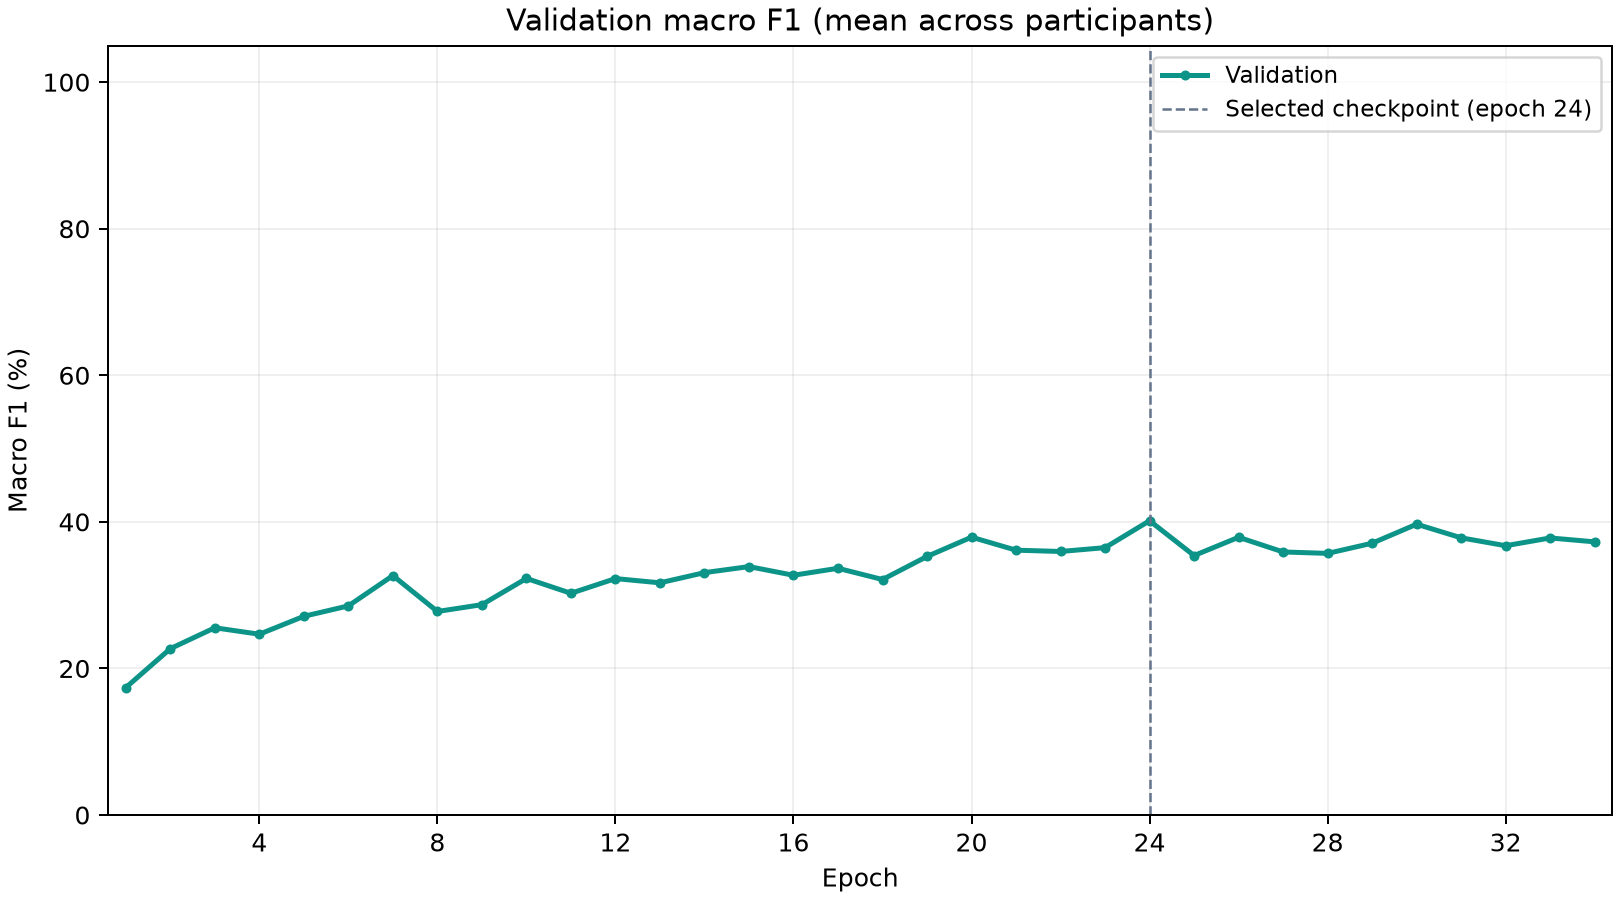 Validation macro F1 (mean across participants)
Validation
Selected checkpoint (epoch 24)
Macro F1 (%)
100
80
60
40
20
0
4 8 12 16 20 24 28 32
Epoch